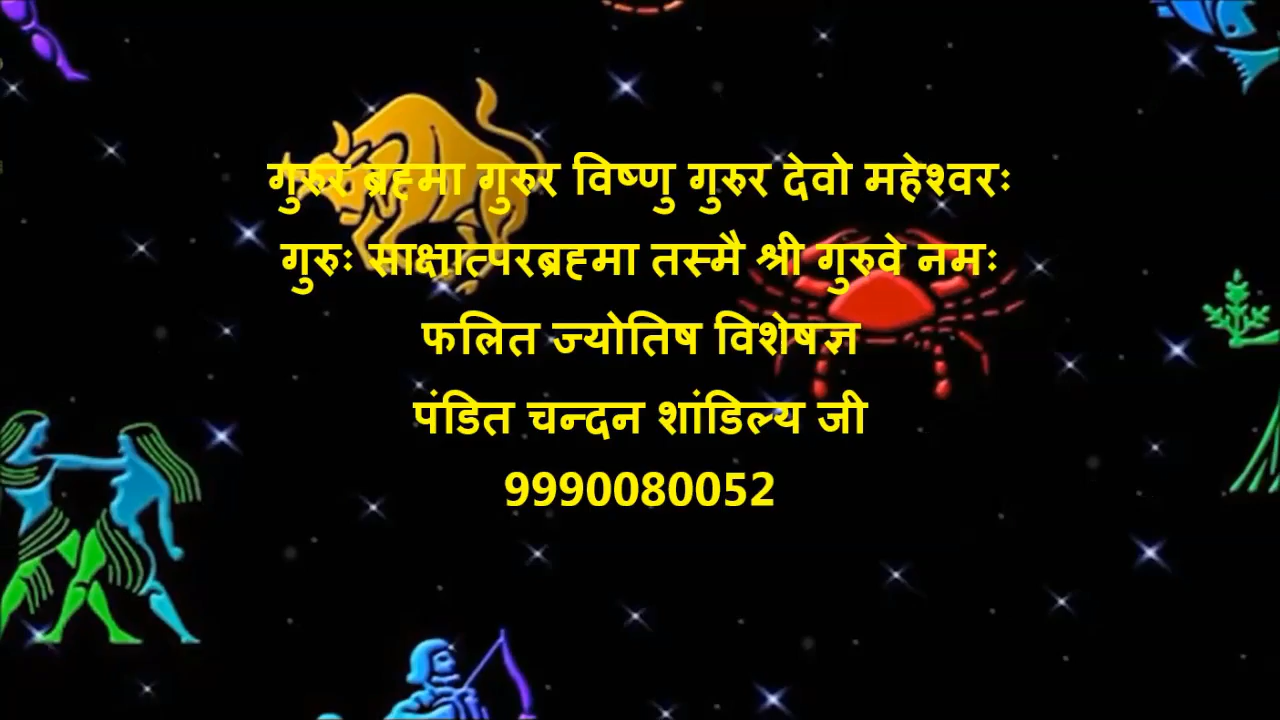 गुरुर ब्रह्मा गुरुर विष्णु गुरुर देवो महेश्वरः
गुरुः साक्षात्परब्रह्मा तस्मै श्री गुरुवे नमः
फलित ज्योतिष विशेषज्ञ
पंडित चन्दन शांडिल्य जी
9990080052